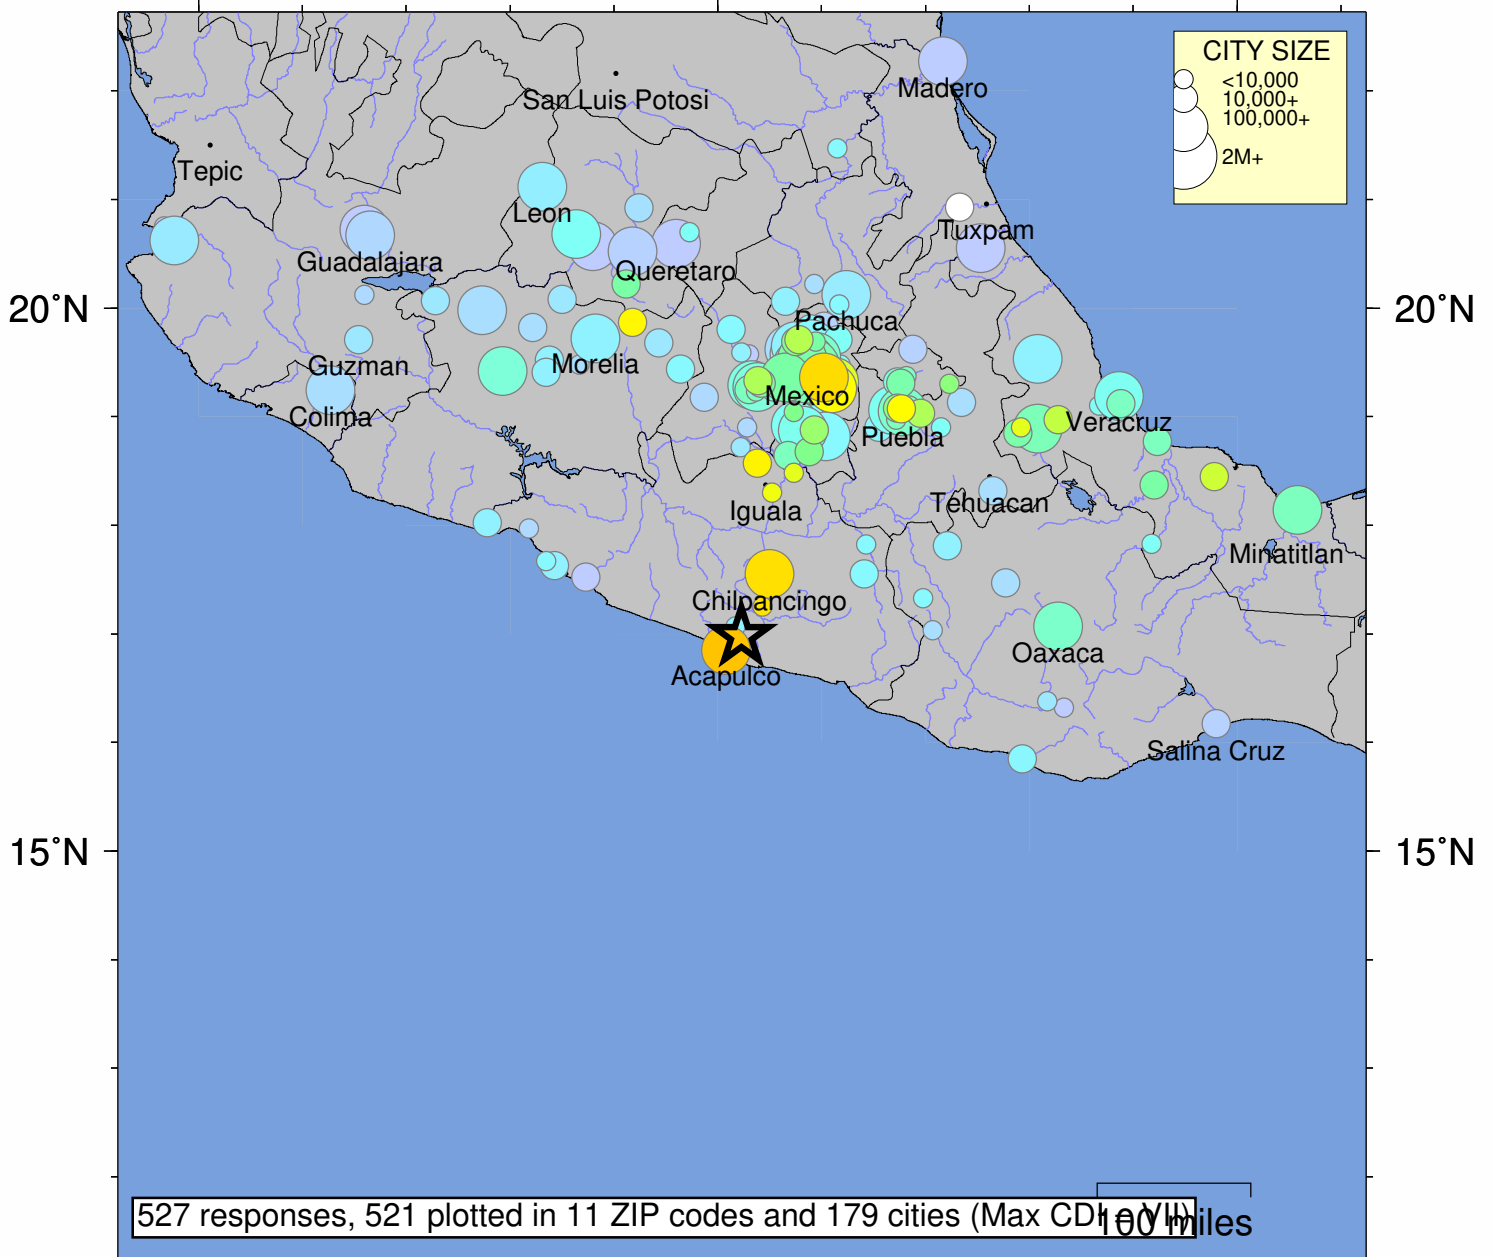 CITY SIZE
<10,000
10,000+
100,000+
2M+
Madero
San Luis Potosi
Tepic
Leon
Tuxpam
Guadalajara
Queretaro
20˚N
20˚N
Pachuca
Guzman
Morelia
Mexico
Colima
Veracruz
Puebla
Iguala
Tehuacan
Minatitlan
Chilpancingo
Oaxaca
Acapulco
Salina Cruz
15˚N
15˚N
527 responses, 521 plotted in 11 ZIP codes and 179 cities (Max CDI = VII)
100 miles